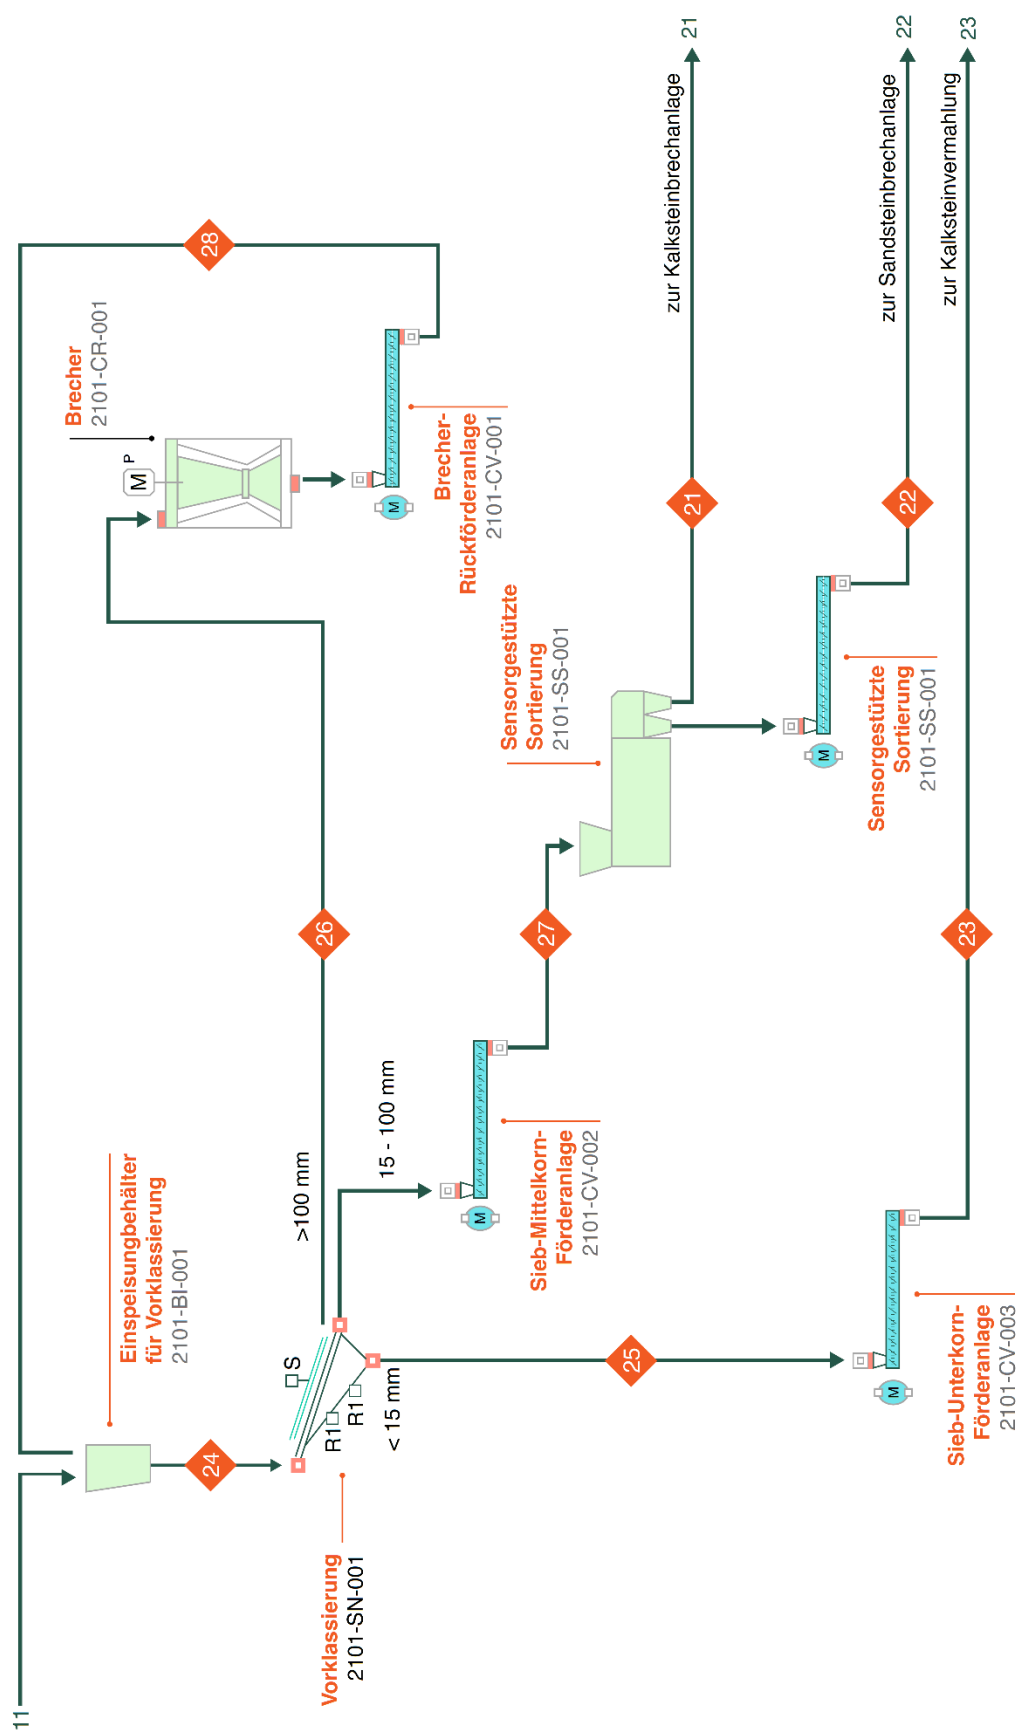 11
Einspeisungbehälter
für Vorklassierung
2101-BI-001
24
Vorklassierung
2101-SN-001
S
R1
R1
>100 mm
15 - 100 mm
< 15 mm
26
Brecher
2101-CR-001
M
P
M
Brecher-
Rückförderanlage
2101-CV-001
28
M
Sieb-Mittelkorn-
Förderanlage
2101-CV-002
27
Sensorgestützte
Sortierung
2101-SS-001
21
zur Kalksteinbrechanlage
21
M
Sensorgestützte
Sortierung
2101-SS-001
22
zur Sandsteinbrechanlage
22
25
M
Sieb-Unterkorn-
Förderanlage
2101-CV-003
23
zur Kalksteinvermahlung
23